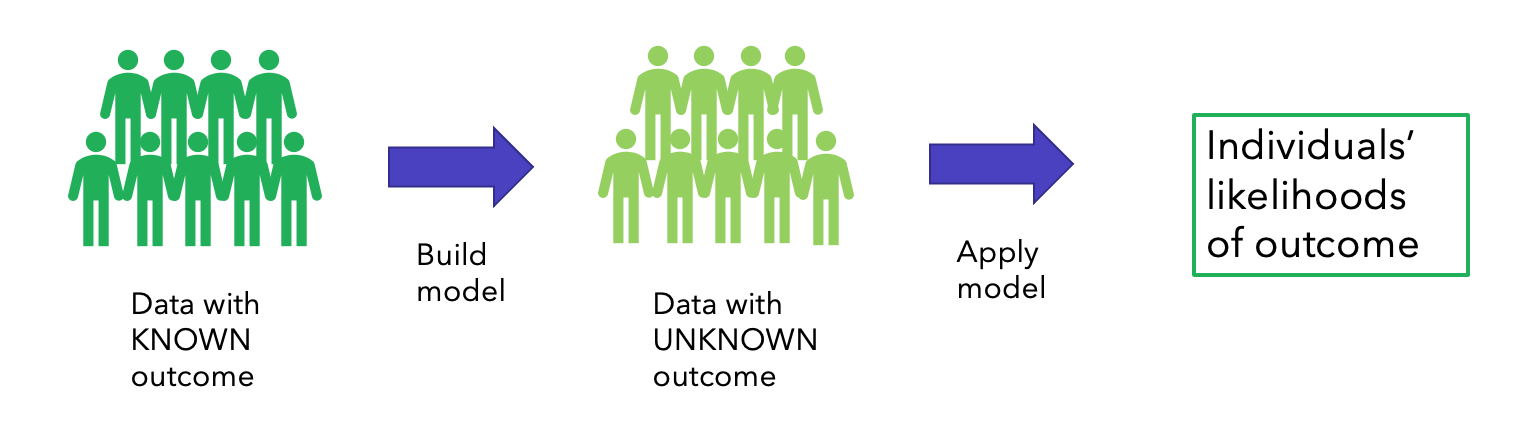 Data with
KNOWN
outcome
Build
model
Data with
UNKNOWN
outcome
Apply
model
Individuals’
likelihoods
of outcome